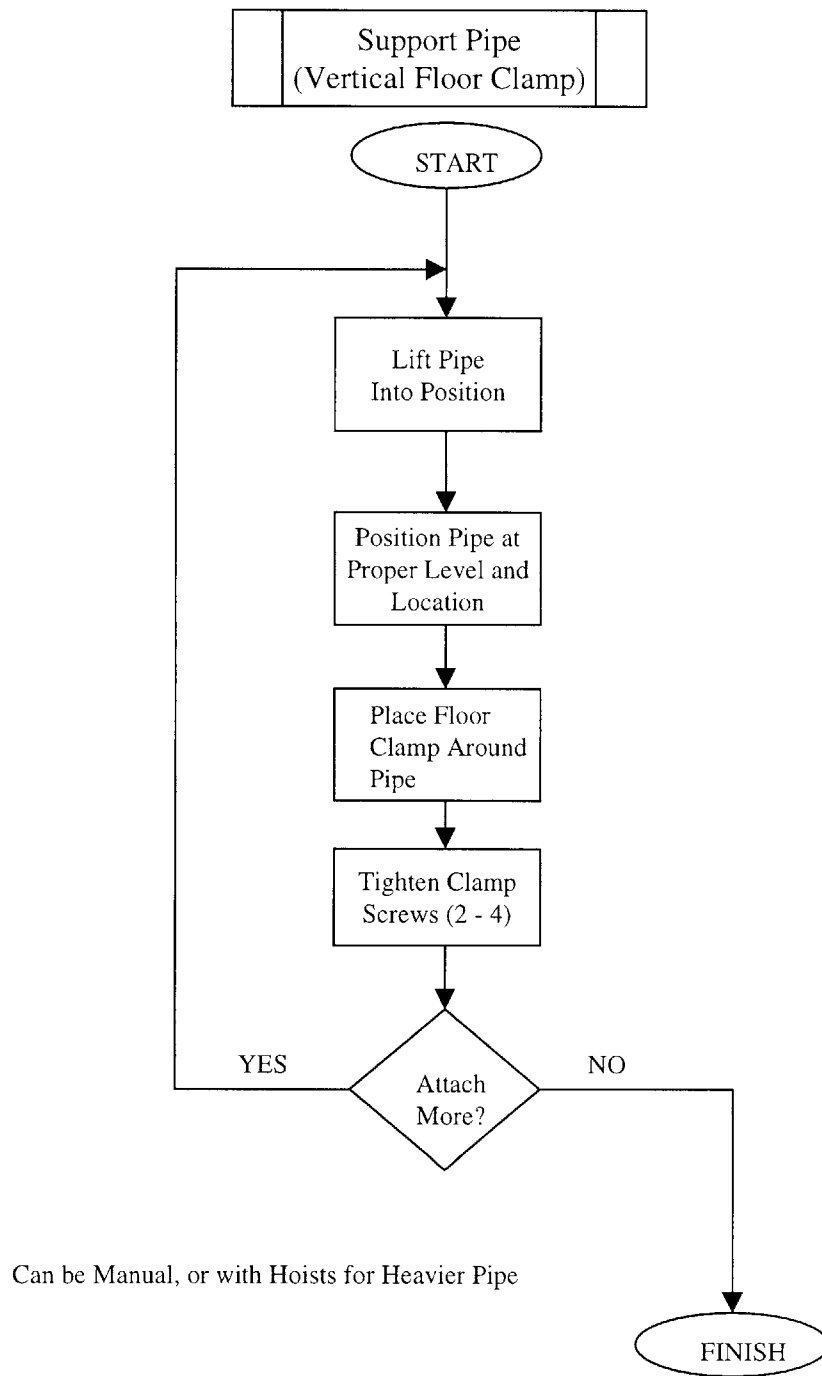 Support Pipe
(Vertical Floor Clamp)
START
Lift Pipe
Into Position
Position Pipe at
Proper Level and
Location
Place Floor
Clamp Around
Pipe
Tighten Clamp
Screws (2 - 4)
YES
NO
Attach
More?
Can be Manual, or with Hoists for Heavier Pipe
FINISH